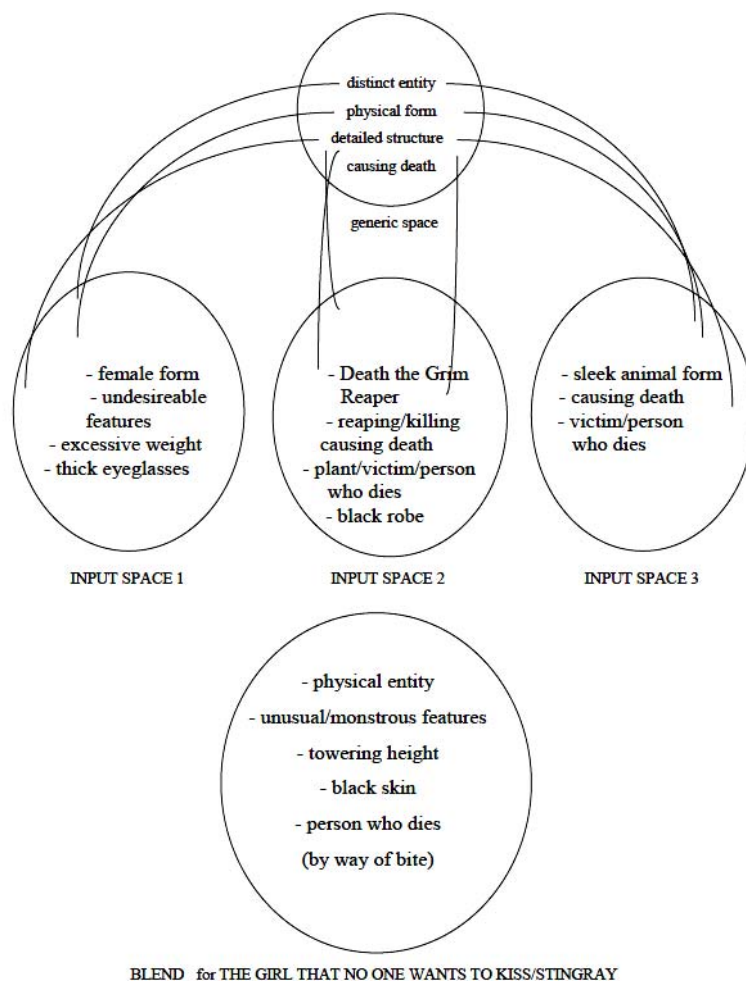 distinct entity
physical form
detailed structure
causing death
generic space
- female form
- undesireable
features
- excessive weight
- thick eyeglasses
- Death the Grim
Reaper
- reaping/killing
causing death
- plant/victim/person
who dies
- black robe
- sleek animal form
- causing death
- victim/person
who dies
INPUT SPACE 1
INPUT SPACE 2
INPUT SPACE 3
- physical entity
- unusual/monstrous features
- towering height
- black skin
- person who dies
(by way of bite)
BLEND for THE GIRL THAT NO ONE WANTS TO KISS/STINGRAY